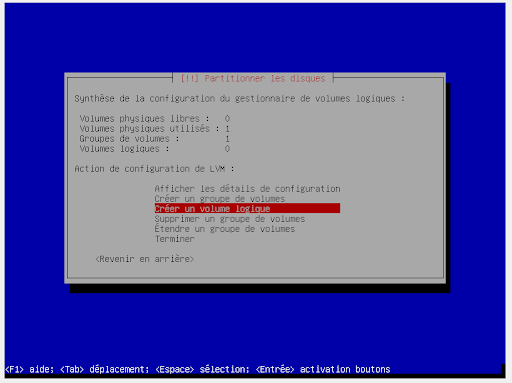 [!!] Partitionner les disques
Synthèse de la configuration du gestionnaire de volumes logiques :
Volumes physiques libres : 0
Volumes physiques utilisés : 1
Groupes de volumes : 1
Volumes logiques : 0
Action de configuration de LVM :
Afficher les détails de configuration
Créer un groupe de volumes
Créer un volume logique
Supprimer un groupe de volumes
Étendre un groupe de volumes
Terminer
<Revenir en arrière>
<F1> aide; <Tab> déplacement; <Espace> sélection; <Entrée> activation boutons